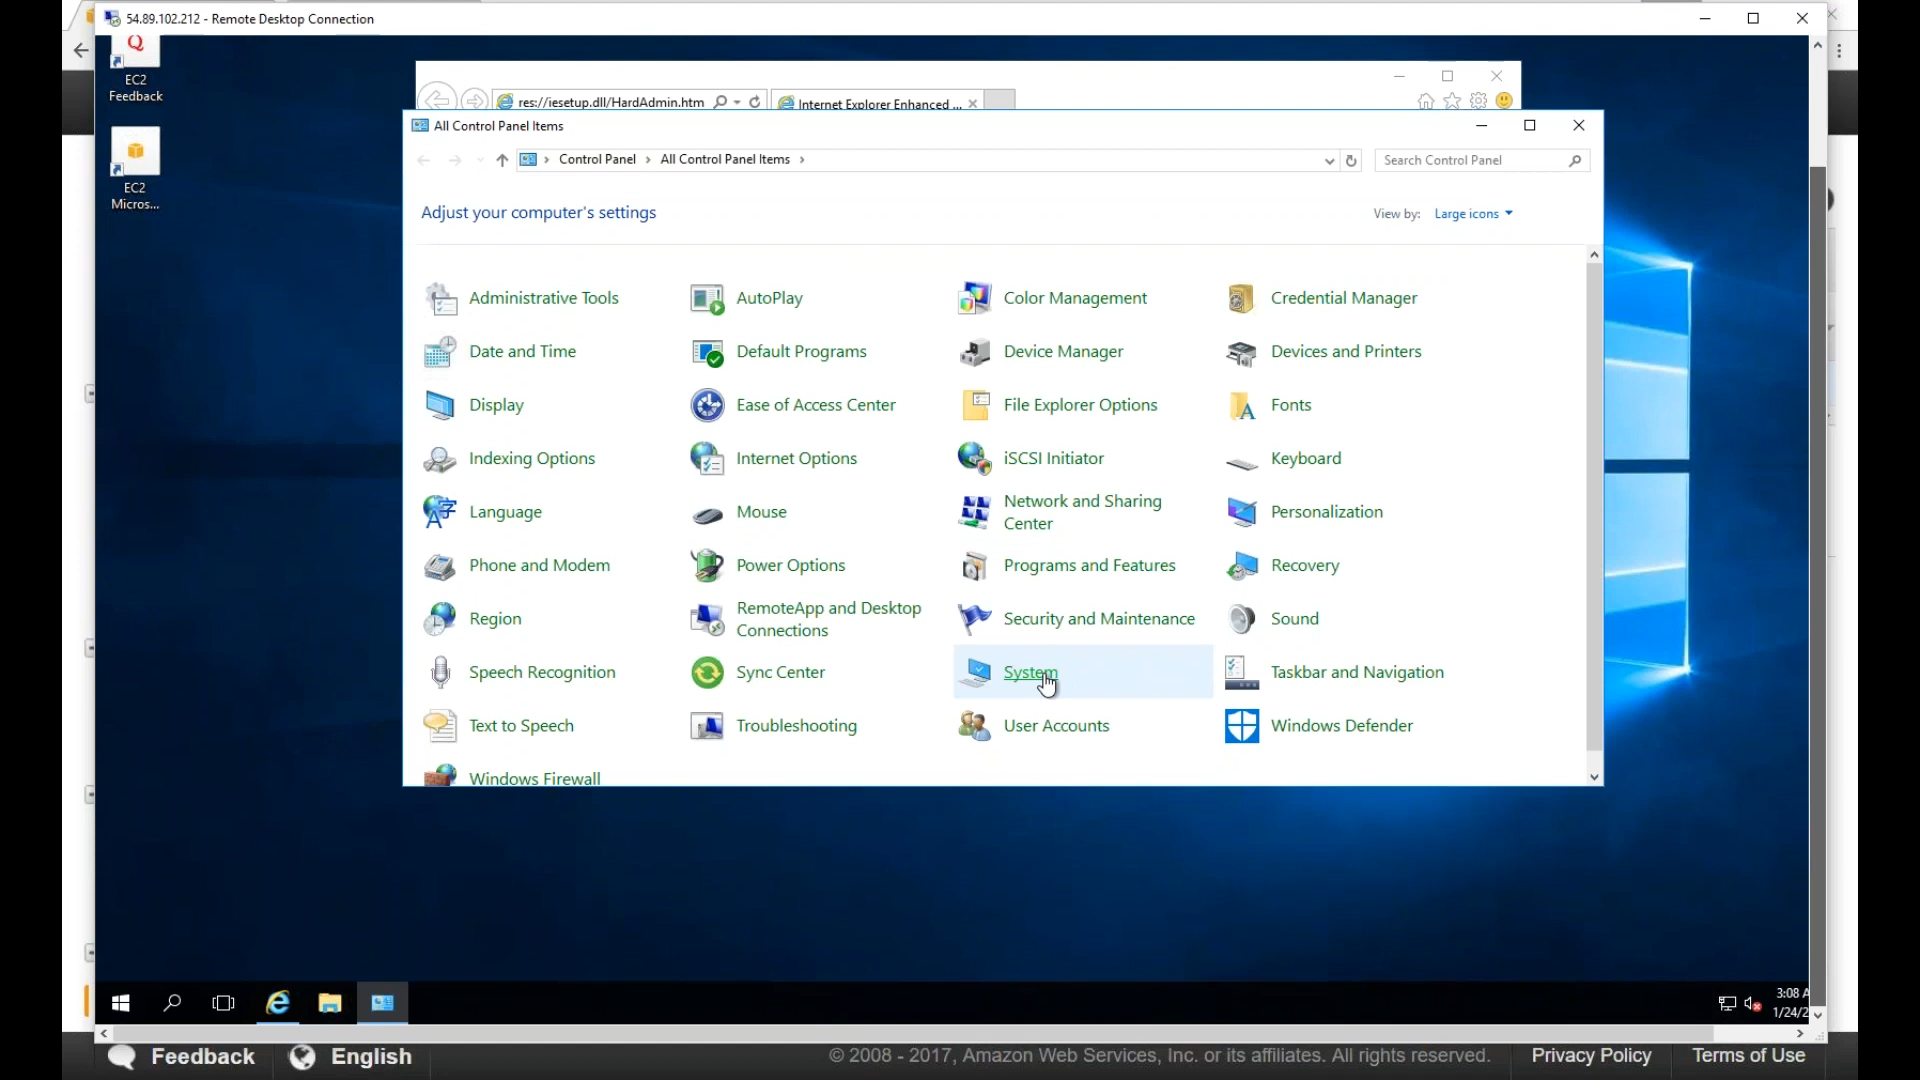 54.89.102.212 - Remote Desktop Connection
EC2
Feedback
res://iesetup.dll/HardAdmin.htm
Internet Explorer Enhanced ...
All Control Panel Items
Control Panel > All Control Panel Items >
Search Control Panel
EC2
Micros...
Adjust your computer's settings
View by: Large icons
Administrative Tools
AutoPlay
Color Management
Credential Manager
Date and Time
Default Programs
Device Manager
Devices and Printers
Display
Ease of Access Center
File Explorer Options
Fonts
Indexing Options
Internet Options
iSCSI Initiator
Keyboard
Language
Mouse
Network and Sharing
Center
Personalization
Phone and Modem
Power Options
Programs and Features
Recovery
Region
RemoteApp and Desktop
Connections
Security and Maintenance
Sound
Speech Recognition
Sync Center
System
Taskbar and Navigation
Text to Speech
Troubleshooting
User Accounts
Windows Defender
Windows Firewall
3:08 A
1/24/2
Feedback
English
© 2008 - 2017, Amazon Web Services, Inc. or its affiliates. All rights reserved.
Privacy Policy
Terms of Use